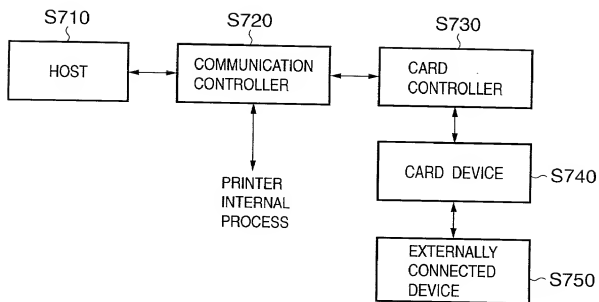 S710
S720
S730
HOST
COMMUNICATION
CONTROLLER
CARD
CONTROLLER
PRINTER
INTERNAL
PROCESS
CARD DEVICE
S740
EXTERNALLY
CONNECTED
DEVICE
S750